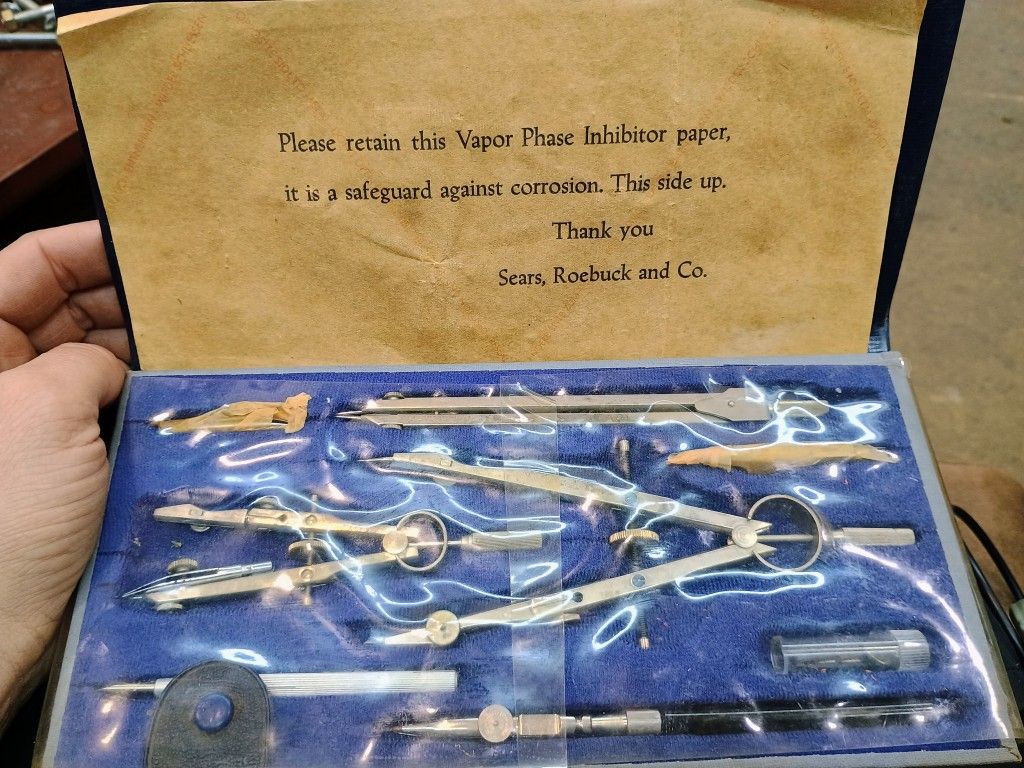 Please retain this Vapor Phase Inhibitor paper,
it is a safeguard against corrosion. This side up.
Thank you
Sears, Roebuck and Co.